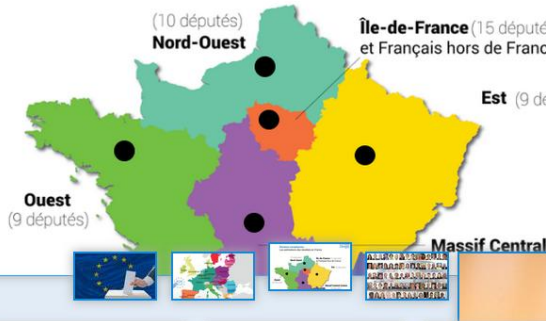 (10 députés)
Nord-Ouest
Île-de-France (15 député
et Français hors de Franc
Est (9 dé
Ouest
(9 députés)
Massif Central